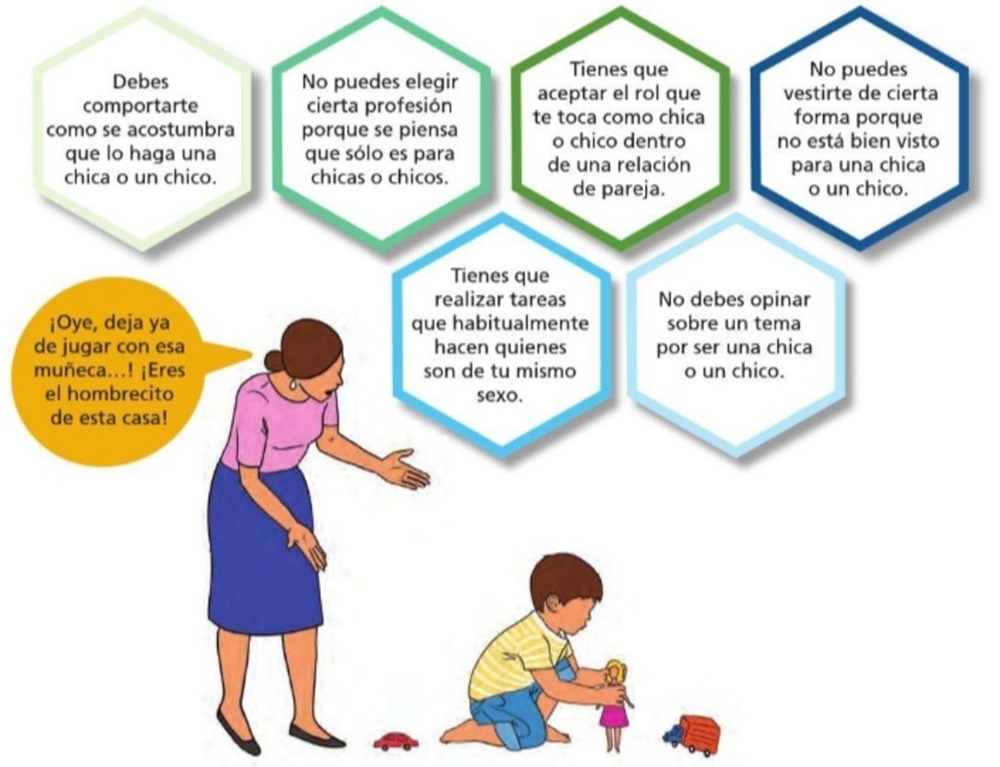 Debes
comportarte
como se acostumbra
que lo haga una
chica o un chico.
No puedes elegir
cierta profesión
porque se piensa
que sólo es para
chicas o chicos.
Tienes que
aceptar el rol que
te toca como chica
o chico dentro
de una relación
de pareja.
No puedes
vestirte de cierta
forma porque
no está bien visto
para una chica
o un chico.
Tienes que
realizar tareas
que habitualmente
hacen quienes
son de tu mismo
sexo.
No debes opinar
sobre un tema
por ser una chica
o un chico.
¡Oye, deja ya
de jugar con esa
muñeca...! ¡Eres
el hombrecito
de esta casa!